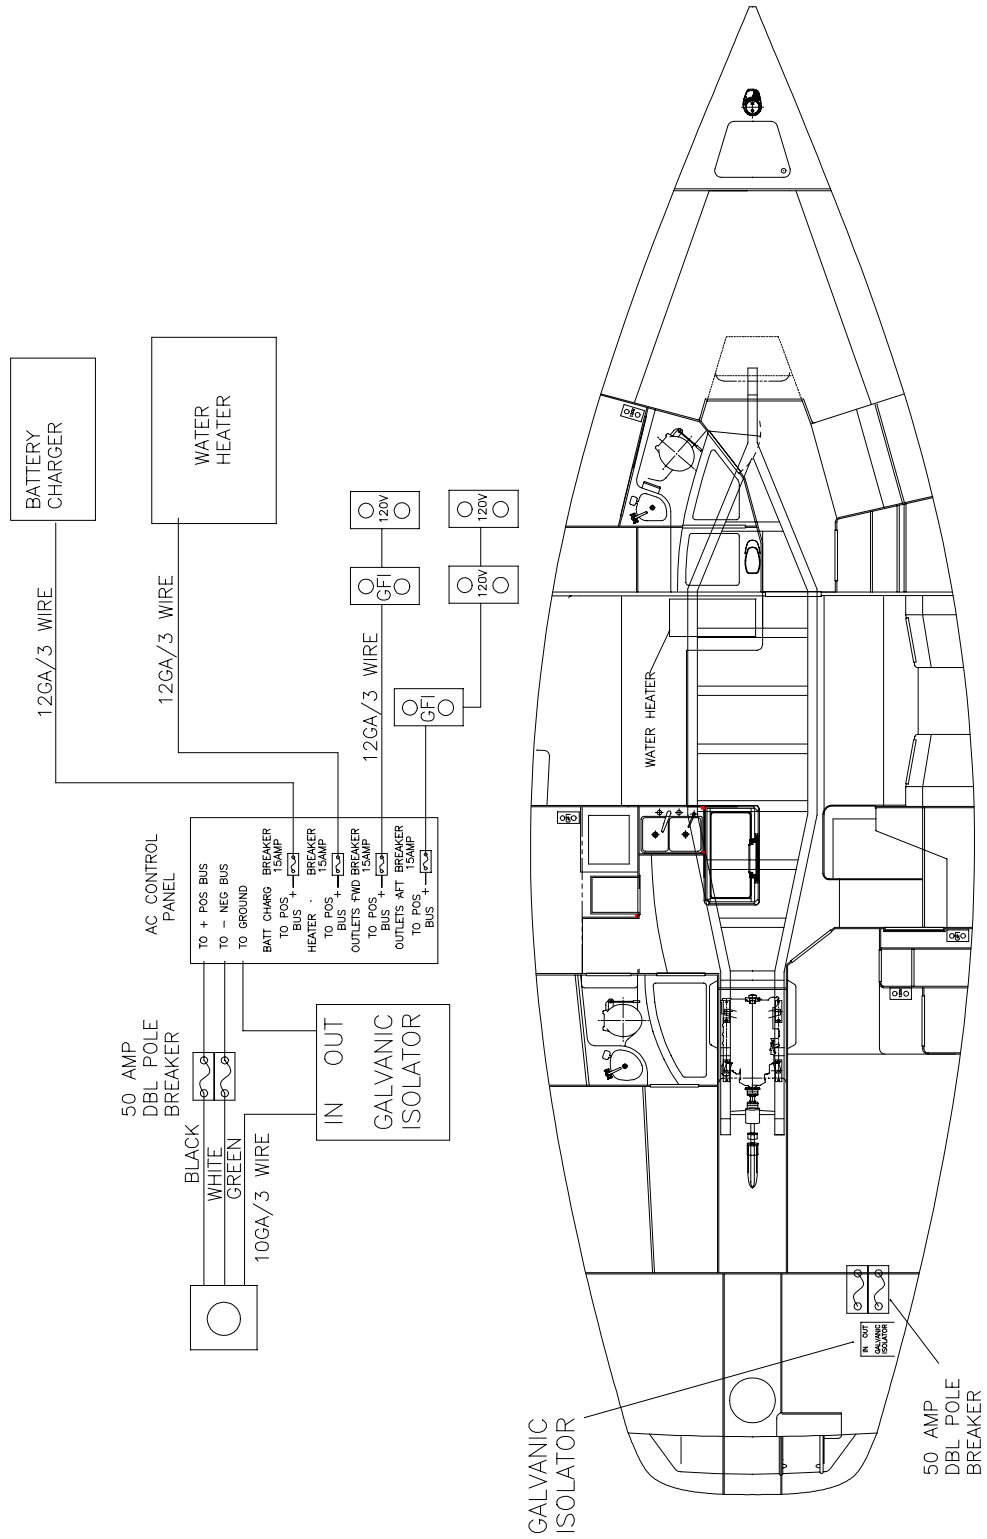 BATTERY
CHARGER
WATER
HEATER
12GA/3 WIRE
12GA/3 WIRE
12GA/3 WIRE
GFI
120V
GFI
120V
120V
AC CONTROL
PANEL
TO + POS BUS
TO - NEG BUS
TO GROUND
BATT CHARG BREAKER
15AMP
TO POS +
BUS
HEATER - BREAKER
15AMP
TO POS +
BUS
OUTLETS FWD BREAKER
15AMP
TO POS +
BUS
OUTLETS AFT BREAKER
15AMP
TO POS +
BUS
50 AMP
DBL POLE
BREAKER
BLACK
WHITE
GREEN
10GA/3 WIRE
IN OUT
GALVANIC
ISOLATOR
WATER HEATER
IN OUT
GALVANIC
ISOLATOR
GALVANIC
ISOLATOR
50 AMP
DBL POLE
BREAKER